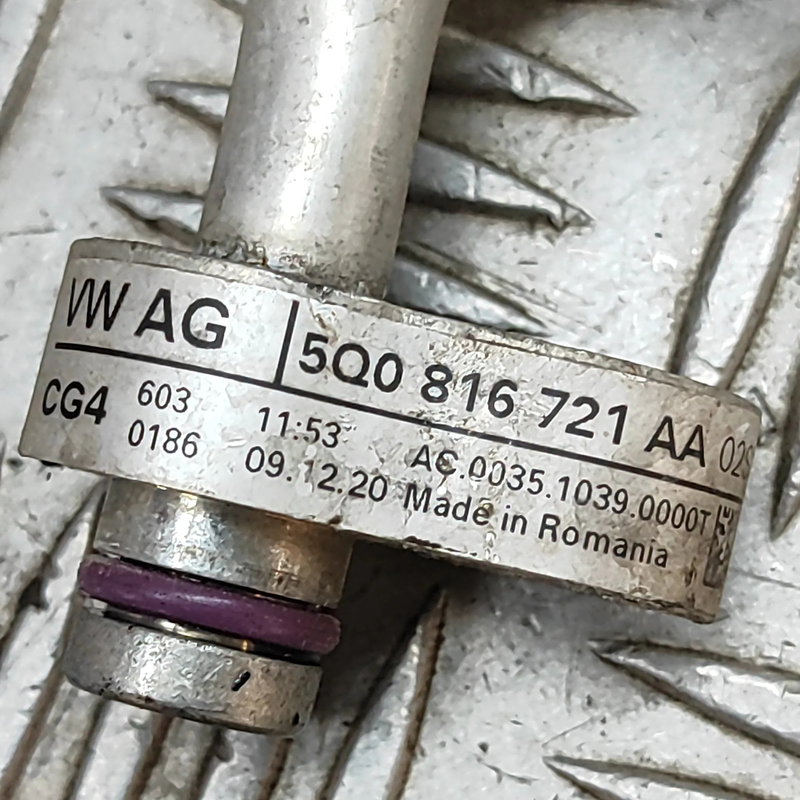 VW AG 5Q0 816 721 AA
CG4 603 11:53 AC.0035.1039.0000T
0186 09.12.20 Made in Romania